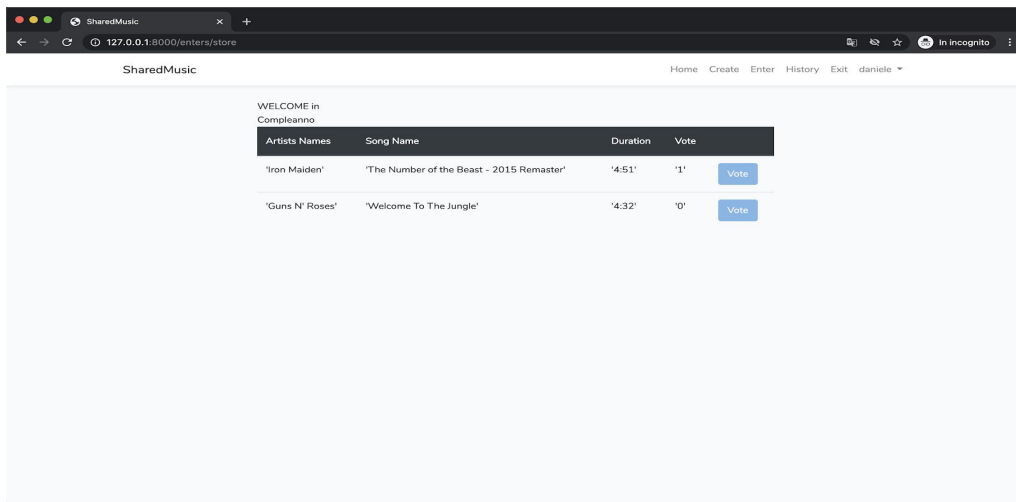 SharedMusic
127.0.0.1:8000/enters/store
In incognito
SharedMusic Home Create Enter History Exit daniele
WELCOME in
Compleanno
Artists Names Song Name Duration Vote
'Iron Maiden' 'The Number of the Beast - 2015 Remaster' '4:51' '1' Vote
'Guns N' Roses' 'Welcome To The Jungle' '4:32' '0' Vote